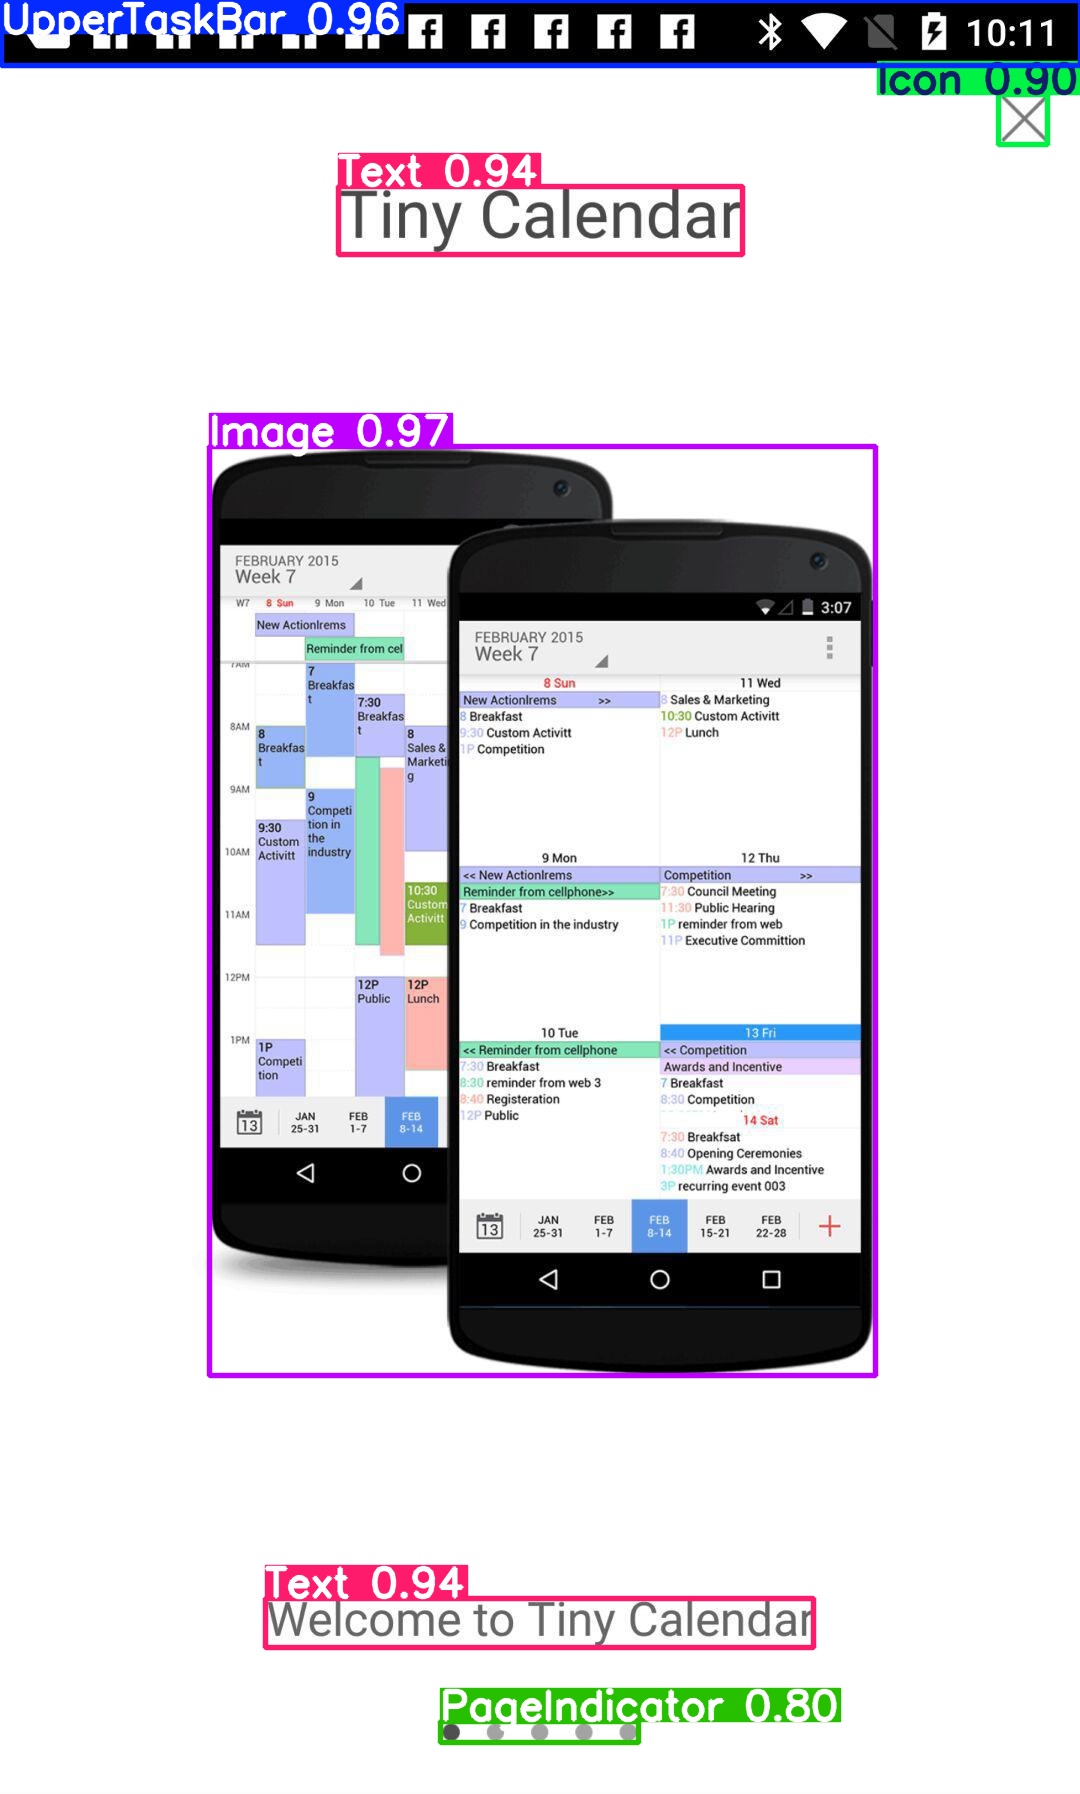 UpperTaskBar 0.96
10:11
Icon 0.90
Text 0.94
Tiny Calendar
Image 0.97
FEBRUARY 2015
Week 7
W7 8 Sun 9 Mon 10 Tue 11 Wed
New ActionIrems
Reminder from cel
7AM
7
Breakfas
t
7:30
Breakfas
t
8AM
8
Breakfas
t
8
Sales &
Marketi
g
9AM
9
Competi
tion in
the
industry
9:30
Custom
Activitt
10AM
10:30
Custom
Activitt
11AM
12PM
12P
Public
12P
Lunch
1PM
1P
Competi
tion
13
JAN
25-31
FEB
1-7
FEB
8-14
3:07
FEBRUARY 2015
Week 7
8 Sun
New ActionIrems >>
8 Breakfast
9:30 Custom Activitt
1P Competition
11 Wed
8 Sales & Marketing
10:30 Custom Activitt
12P Lunch
9 Mon
<< New ActionIrems
Reminder from cellphone>>
7 Breakfast
9 Competition in the industry
12 Thu
Competition >>
7:30 Council Meeting
11:30 Public Hearing
1P reminder from web
11P Executive Committion
10 Tue
<< Reminder from cellphone
7:30 Breakfast
8:30 reminder from web 3
8:40 Registeration
12P Public
13 Fri
<< Competition
Awards and Incentive
7 Breakfast
8:30 Competition
14 Sat
7:30 Breakfsat
8:40 Opening Ceremonies
1:30PM Awards and Incentive
3P recurring event 003
13
JAN
25-31
FEB
1-7
FEB
8-14
FEB
15-21
FEB
22-28
Text 0.94
Welcome to Tiny Calendar
PageIndicator 0.80